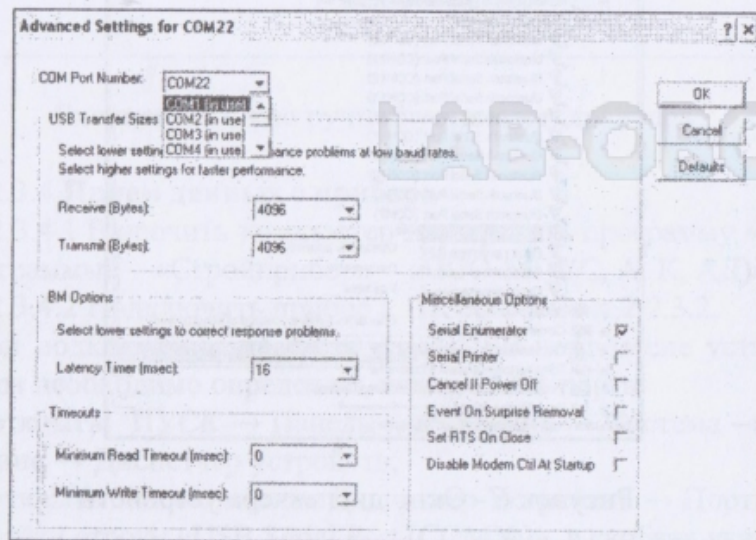 Advanced Settings for COM22
? ×
COM Port Number: COM22
COM1 (in use)
COM2 (in use)
COM3 (in use)
COM4 (in use)
USB Transfer Sizes
Select lower settin ance problems at low baud rates.
Select higher settings for faster performance.
Receive (Bytes): 4096
Transmit (Bytes): 4096
BM Options
Select lower settings to correct response problems.
Latency Timer (msec): 16
Timeouts
Minimum Read Timeout (msec): 0
Minimum Write Timeout (msec): 0
OK
Cancel
Defaults
LAB-ORG
Miscellaneous Options
Serial Enumerator
Serial Printer
Cancel If Power Off
Event On Surprise Removal
Set RTS On Close
Disable Modem Ctrl At Startup